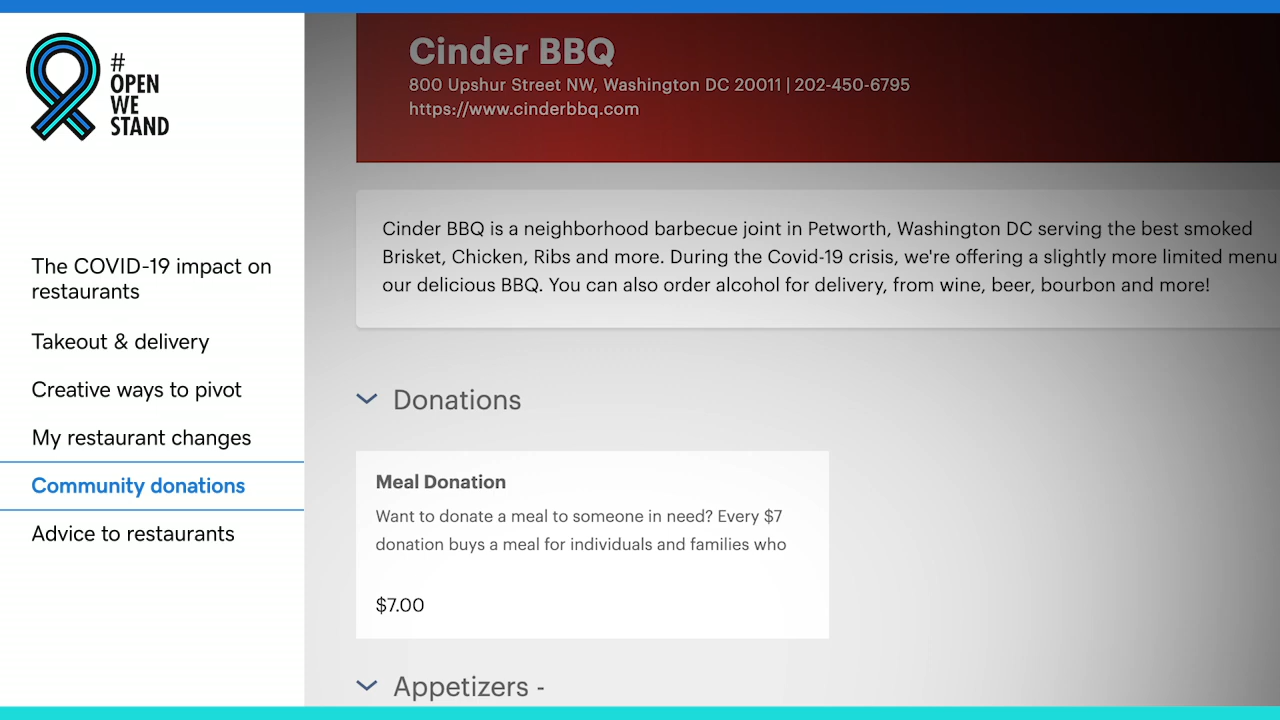 #
OPEN
WE
STAND
The COVID-19 impact on
restaurants
Takeout & delivery
Creative ways to pivot
My restaurant changes
Community donations
Advice to restaurants
Cinder BBQ
800 Upshur Street NW, Washington DC 20011 | 202-450-6795
https://www.cinderbbq.com
Cinder BBQ is a neighborhood barbecue joint in Petworth, Washington DC serving the best smoked
Brisket, Chicken, Ribs and more. During the Covid-19 crisis, we're offering a slightly more limited menu
our delicious BBQ. You can also order alcohol for delivery, from wine, beer, bourbon and more!
Donations
Meal Donation
Want to donate a meal to someone in need? Every $7
donation buys a meal for individuals and families who
$7.00
Appetizers -